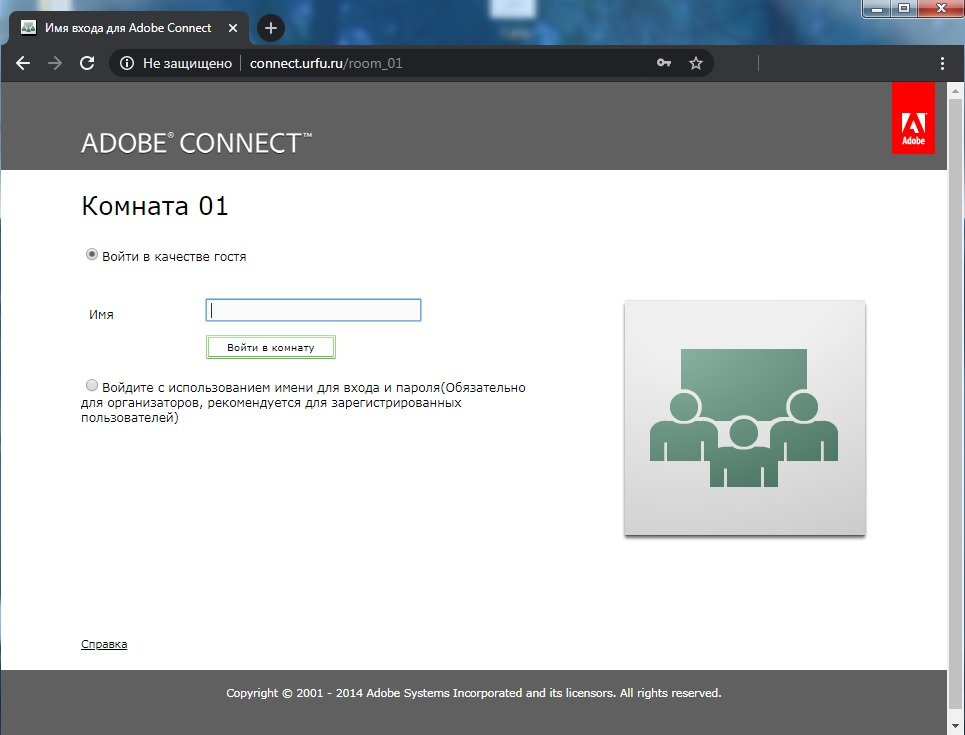 Имя входа для Adobe Connect
Не защищено connect.urfu.ru/room_01
ADOBE® CONNECT™
Adobe
Комната 01
Войти в качестве гостя
Имя
Войти в комнату
Войдите с использованием имени для входа и пароля(Обязательно
для организаторов, рекомендуется для зарегистрированных
пользователей)
Справка
Copyright © 2001 - 2014 Adobe Systems Incorporated and its licensors. All rights reserved.